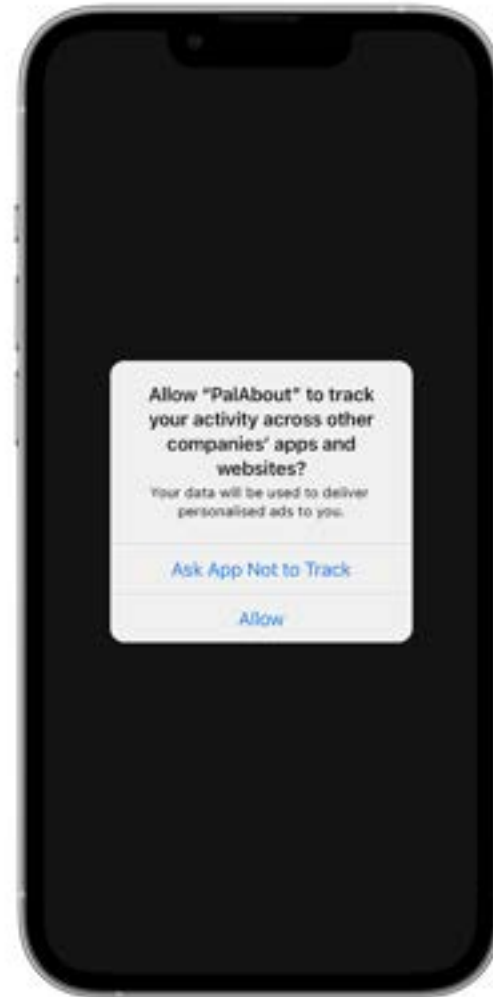 Allow “PalAbout” to track
your activity across other
companies’ apps and
websites?
Your data will be used to deliver
personalised ads to you.
Ask App Not to Track
Allow